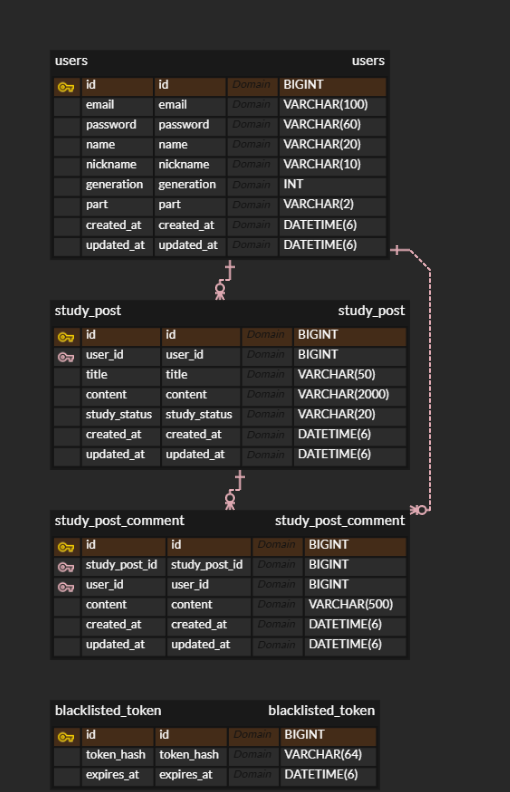 users users
id id Domain BIGINT
email email Domain VARCHAR(100)
password password Domain VARCHAR(60)
name name Domain VARCHAR(20)
nickname nickname Domain VARCHAR(10)
generation generation Domain INT
part part Domain VARCHAR(2)
created_at created_at Domain DATETIME(6)
updated_at updated_at Domain DATETIME(6)
study_post study_post
id id Domain BIGINT
user_id user_id Domain BIGINT
title title Domain VARCHAR(50)
content content Domain VARCHAR(2000)
study_status study_status Domain VARCHAR(20)
created_at created_at Domain DATETIME(6)
updated_at updated_at Domain DATETIME(6)
study_post_comment study_post_comment
id id Domain BIGINT
study_post_id study_post_id Domain BIGINT
user_id user_id Domain BIGINT
content content Domain VARCHAR(500)
created_at created_at Domain DATETIME(6)
updated_at updated_at Domain DATETIME(6)
blacklisted_token blacklisted_token
id id Domain BIGINT
token_hash token_hash Domain VARCHAR(64)
expires_at expires_at Domain DATETIME(6)